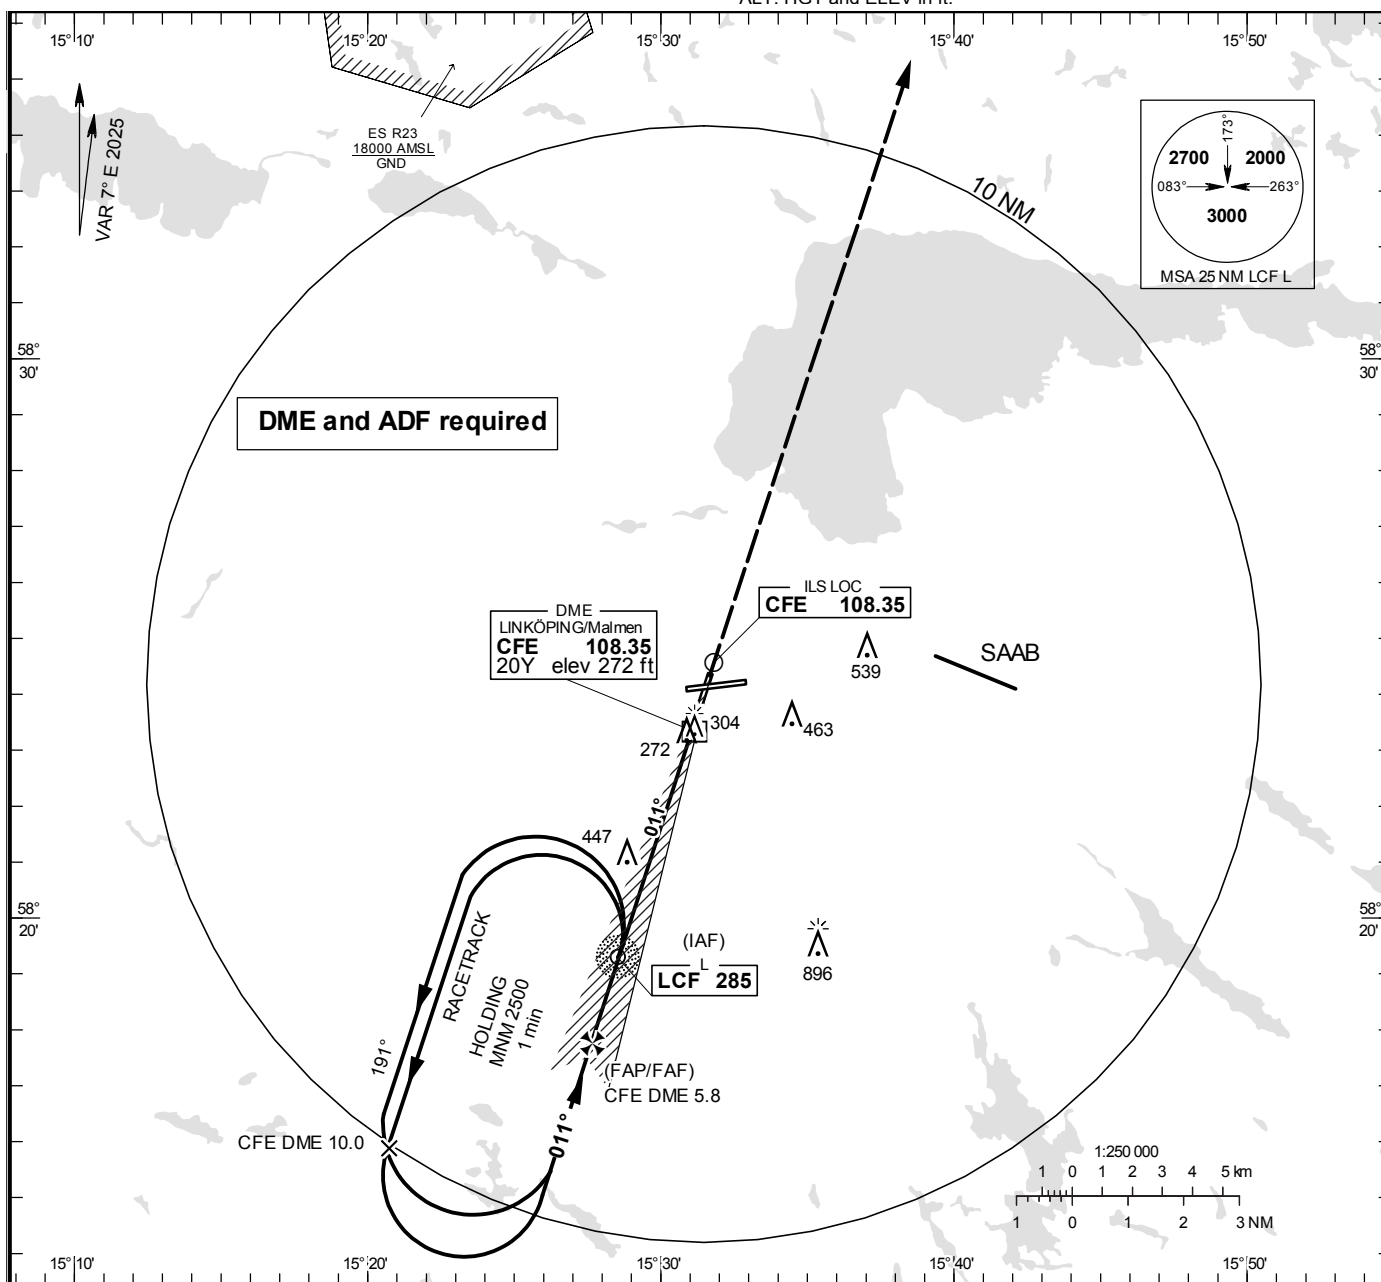 ALT. HGT and ELEV in ft.
15°10'
15°20'
15°30'
15°40'
15°50'
VAR 7° E 2025
ES R23
18000 AMSL
GND
173°
2700
2000
083°
263°
3000
MSA 25 NM LCF L
10 NM
58°
30'
58°
30'
DME and ADF required
ILS LOC
CFE 108.35
DME
LINKÖPING/Malmen
CFE 108.35
20Y elev 272 ft
539
SAAB
304
463
272
011°
447
58°
20'
58°
20'
(IAF)
L
LCF 285
896
RACETRACK
HOLDING
MNM 2500
1 min
191°
(FAP/FAF)
CFE DME 5.8
011°
CFE DME 10.0
1:250 000
1 0 1 2 3 4 5 km
1 0 1 2 3 NM
15°10'
15°20'
15°30'
15°40'
15°50'